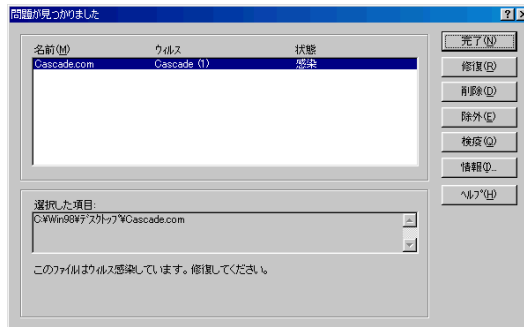 問題が見つかりました
名前(M) ウィルス 状態
Cascade.com Cascade (1) 感染
選択した項目:
C:¥Win98¥ﾃﾞｽｸﾄｯﾌﾟ¥Cascade.com
このファイルはウィルス感染しています。修復してください。
完了(N)
修復(R)
削除(D)
除外(E)
検疫(Q)
情報(I)...
ﾍﾙﾌﾟ(H)